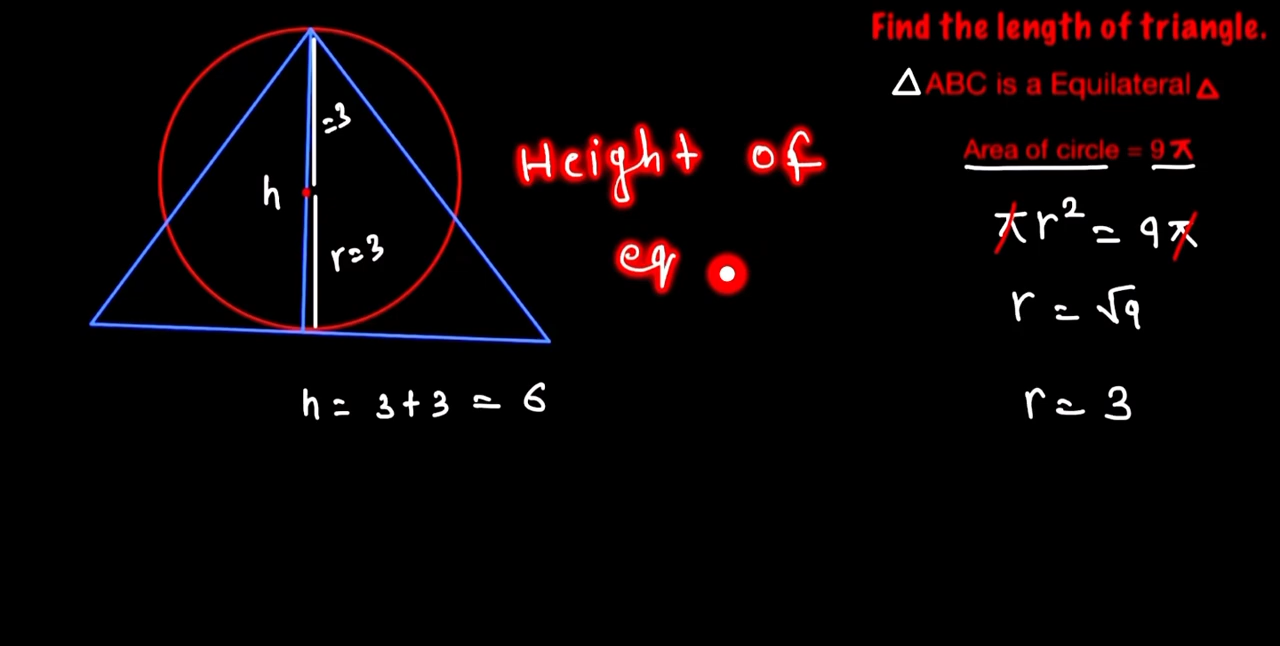 Find the length of triangle.
△ABC is a Equilateral △
Area of circle = 9π
πr² = 9π
r = √9
r = 3
=3
h
r=3
h = 3+3 = 6
Height of
eq